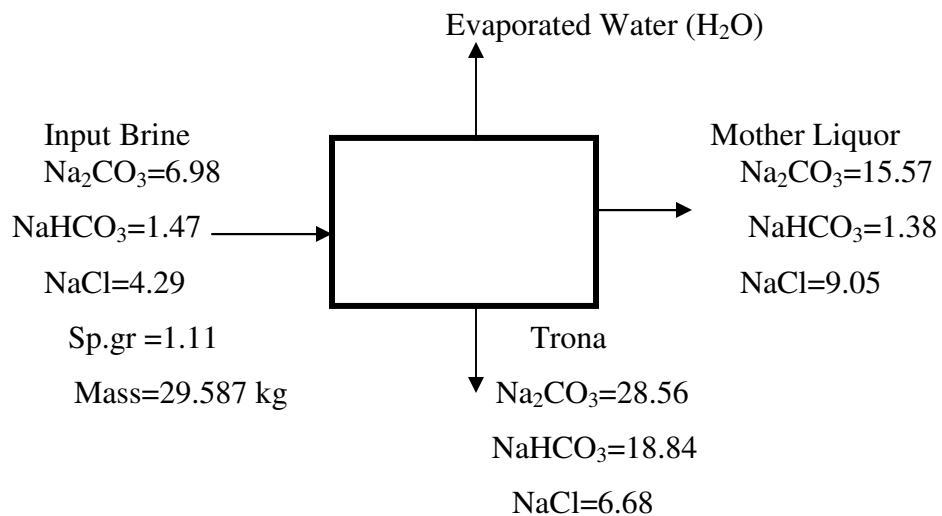 Evaporated Water (H₂O)
Input Brine
Na₂CO₃=6.98
NaHCO₃=1.47
NaCl=4.29
Sp.gr =1.11
Mass=29.587 kg
Mother Liquor
Na₂CO₃=15.57
NaHCO₃=1.38
NaCl=9.05
Trona
Na₂CO₃=28.56
NaHCO₃=18.84
NaCl=6.68